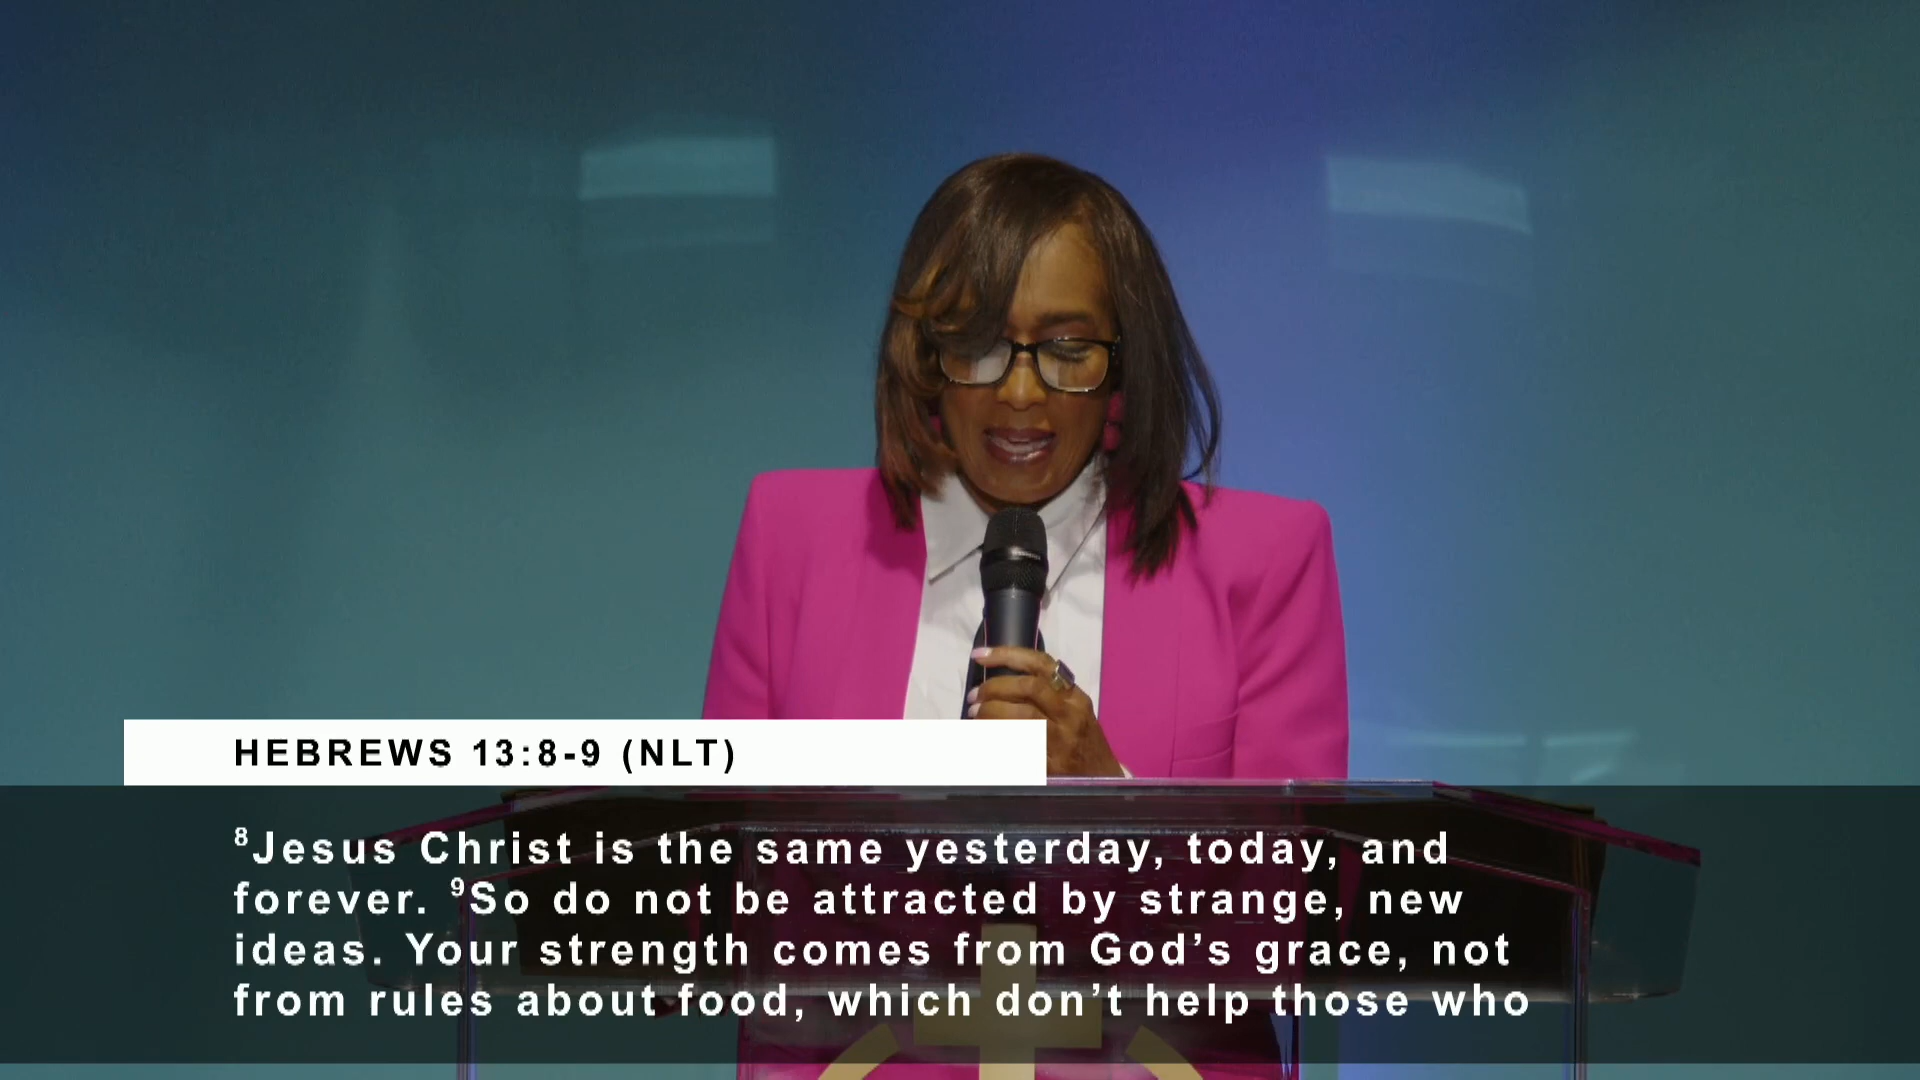 HEBREWS 13:8-9 (NLT)
⁸Jesus Christ is the same yesterday, today, and
forever. ⁹So do not be attracted by strange, new
ideas. Your strength comes from God’s grace, not
from rules about food, which don’t help those who